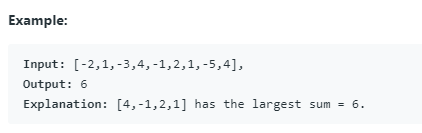 Example:
Input: [-2,1,-3,4,-1,2,1,-5,4],
Output: 6
Explanation: [4,-1,2,1] has the largest sum = 6.